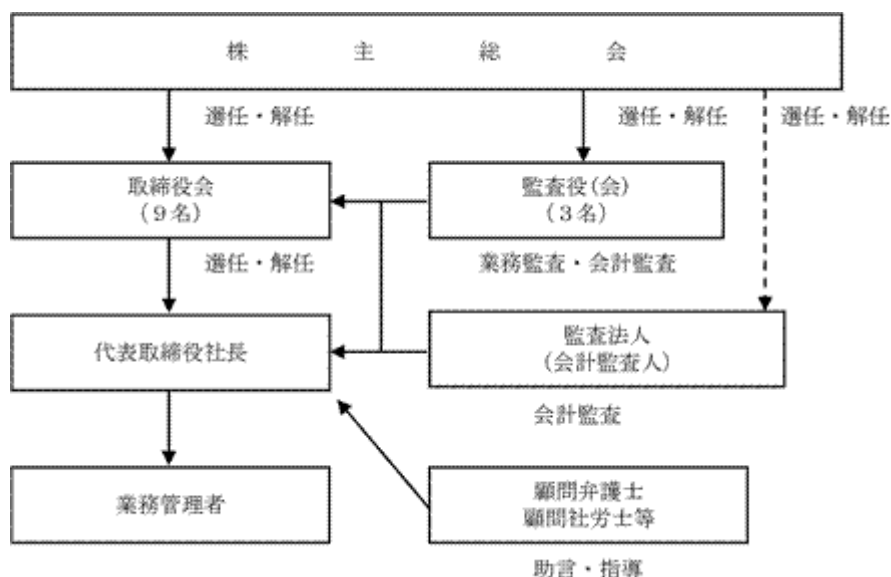 株主総会
選任・解任
選任・解任
選任・解任
取締役会
(9名)
監査役(会)
(3名)
選任・解任
業務監査・会計監査
代表取締役社長
監査法人
(会計監査人)
会計監査
業務管理者
顧問弁護士
顧問社労士等
助言・指導